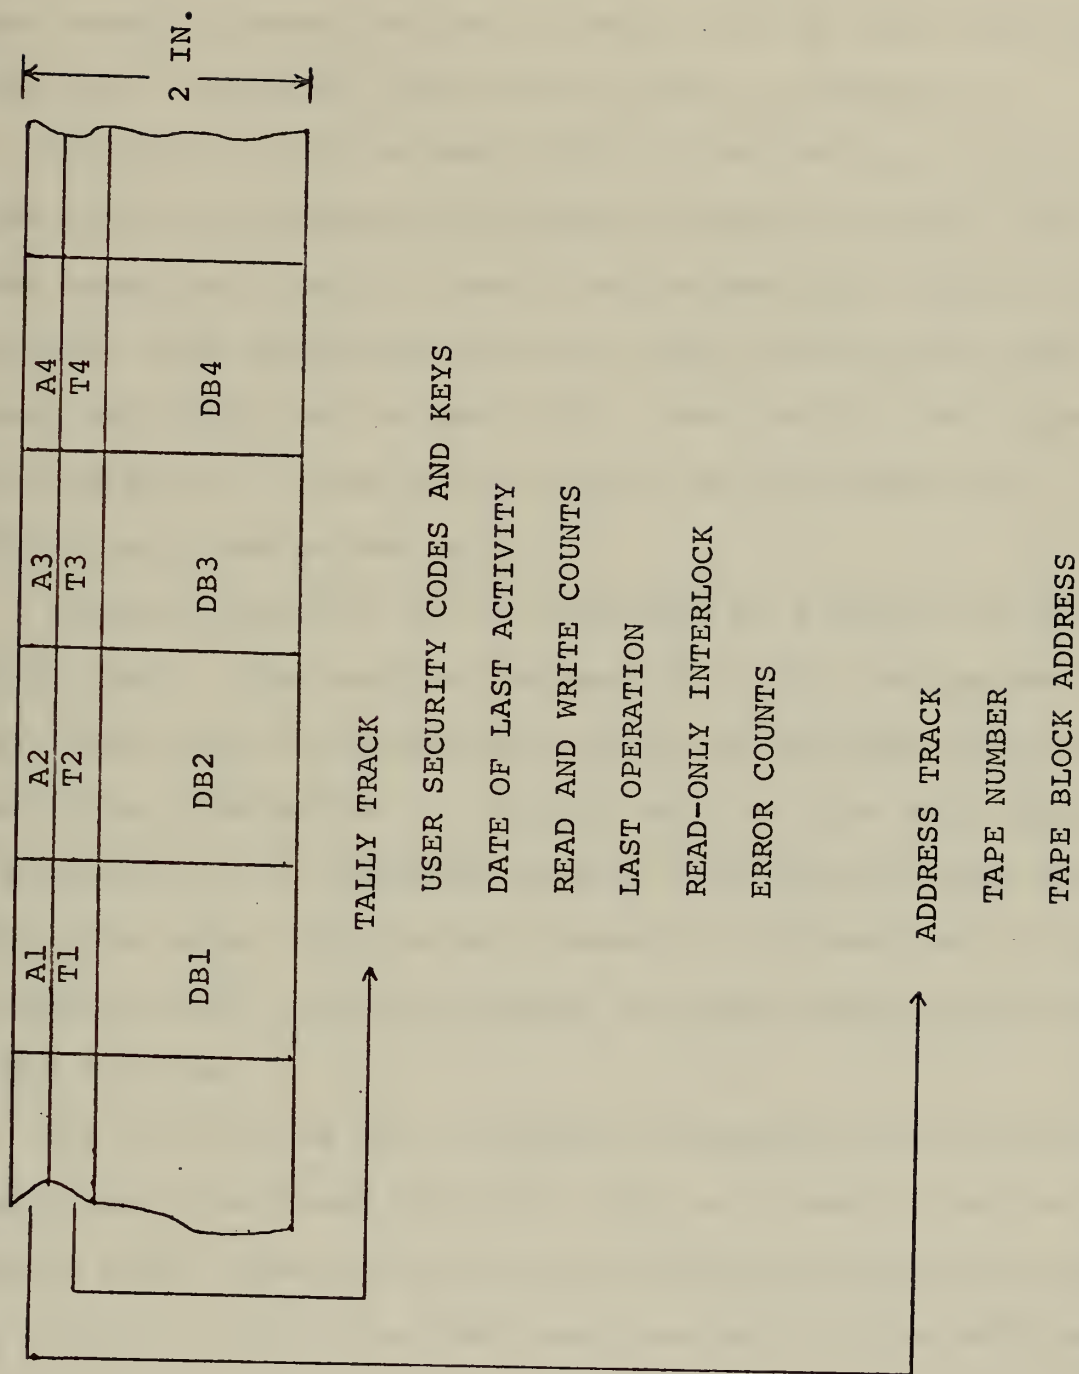 2 IN.
A1 A2 A3 A4
T1 T2 T3 T4
DB1 DB2 DB3 DB4
TALLY TRACK
USER SECURITY CODES AND KEYS
DATE OF LAST ACTIVITY
READ AND WRITE COUNTS
LAST OPERATION
READ-ONLY INTERLOCK
ERROR COUNTS
ADDRESS TRACK
TAPE NUMBER
TAPE BLOCK ADDRESS